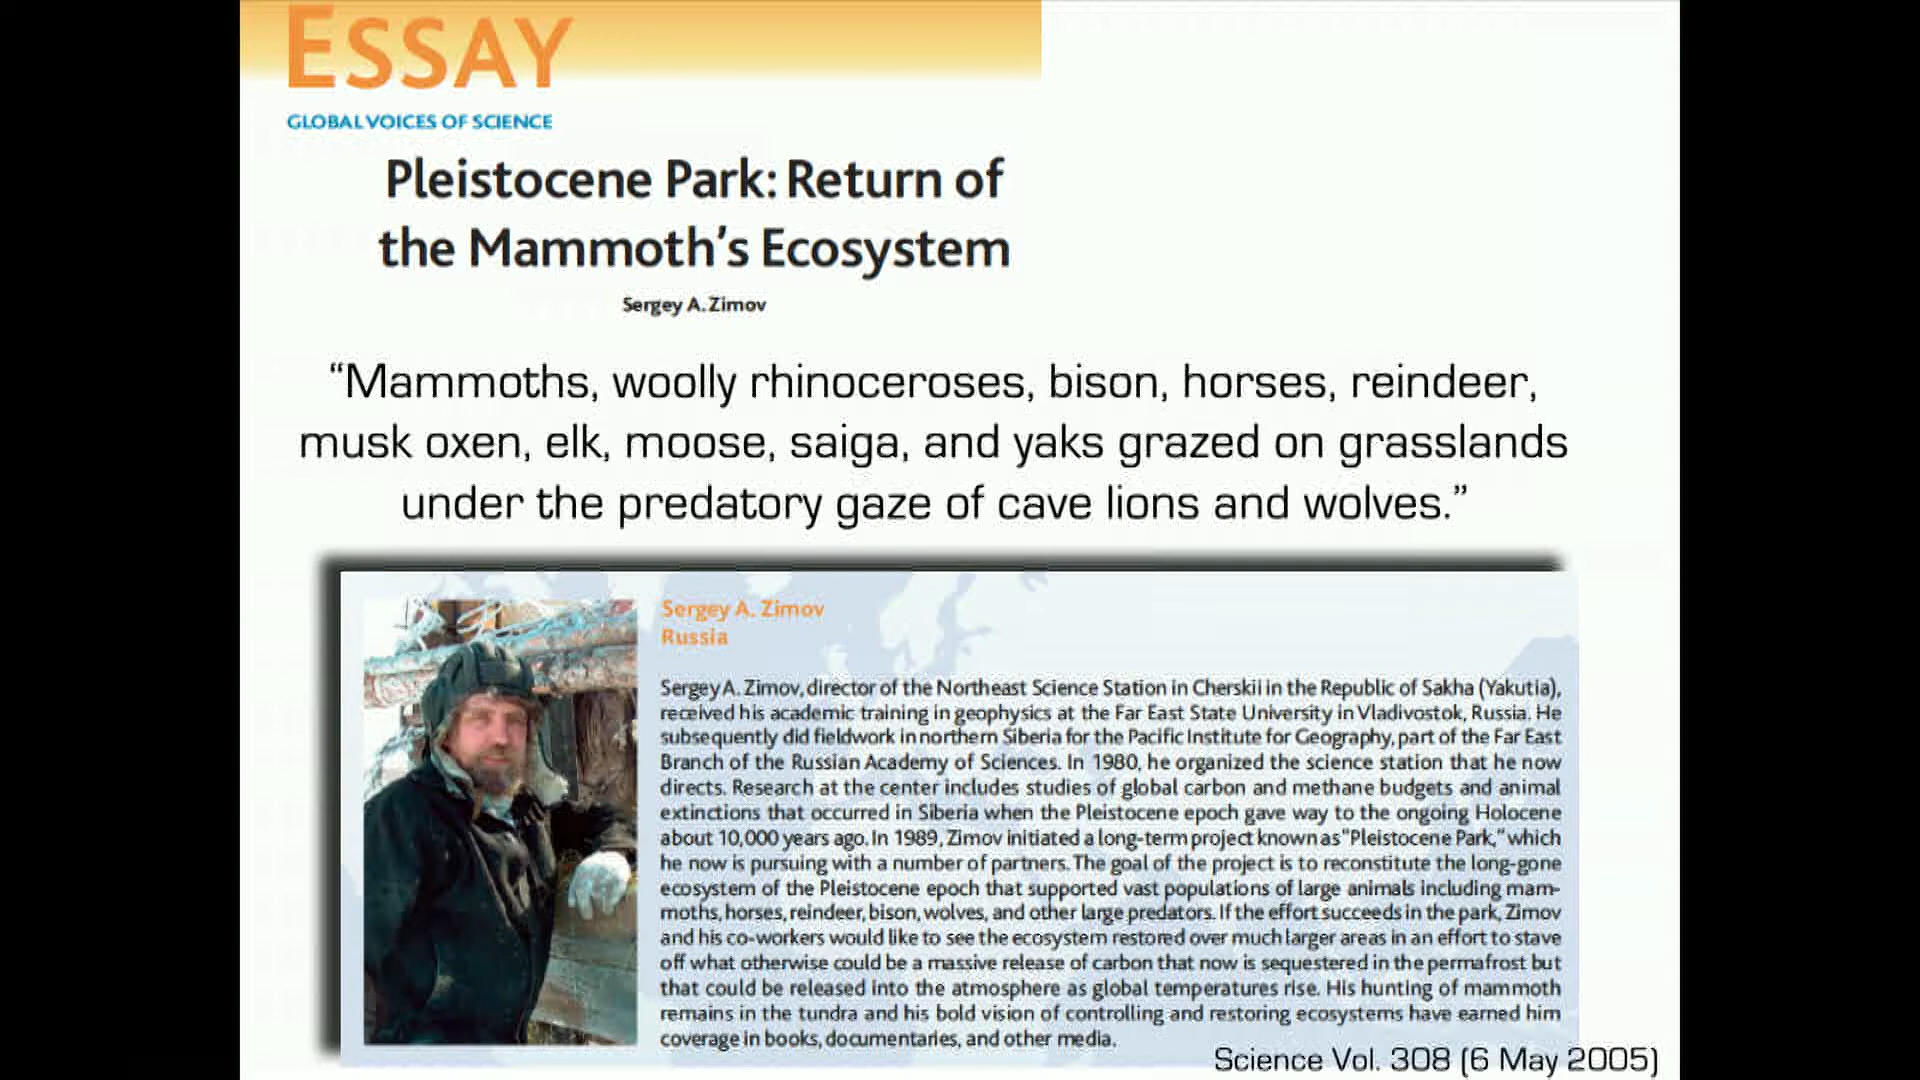 ESSAY
GLOBAL VOICES OF SCIENCE
Pleistocene Park: Return of
the Mammoth's Ecosystem
Sergey A. Zimov
“Mammoths, woolly rhinoceroses, bison, horses, reindeer,
musk oxen, elk, moose, saiga, and yaks grazed on grasslands
under the predatory gaze of cave lions and wolves.”
Sergey A. Zimov
Russia
Sergey A. Zimov, director of the Northeast Science Station in Cherskii in the Republic of Sakha (Yakutia),
received his academic training in geophysics at the Far East State University in Vladivostok, Russia. He
subsequently did fieldwork in northern Siberia for the Pacific Institute for Geography, part of the Far East
Branch of the Russian Academy of Sciences. In 1980, he organized the science station that he now
directs. Research at the center includes studies of global carbon and methane budgets and animal
extinctions that occurred in Siberia when the Pleistocene epoch gave way to the ongoing Holocene
about 10,000 years ago. In 1989, Zimov initiated a long-term project known as “Pleistocene Park,” which
he now is pursuing with a number of partners. The goal of the project is to reconstitute the long-gone
ecosystem of the Pleistocene epoch that supported vast populations of large animals including mam-
moths, horses, reindeer, bison, wolves, and other large predators. If the effort succeeds in the park, Zimov
and his co-workers would like to see the ecosystem restored over much larger areas in an effort to stave
off what otherwise could be a massive release of carbon that now is sequestered in the permafrost but
that could be released into the atmosphere as global temperatures rise. His hunting of mammoth
remains in the tundra and his bold vision of controlling and restoring ecosystems have earned him
coverage in books, documentaries, and other media.
Science Vol. 308 (6 May 2005)